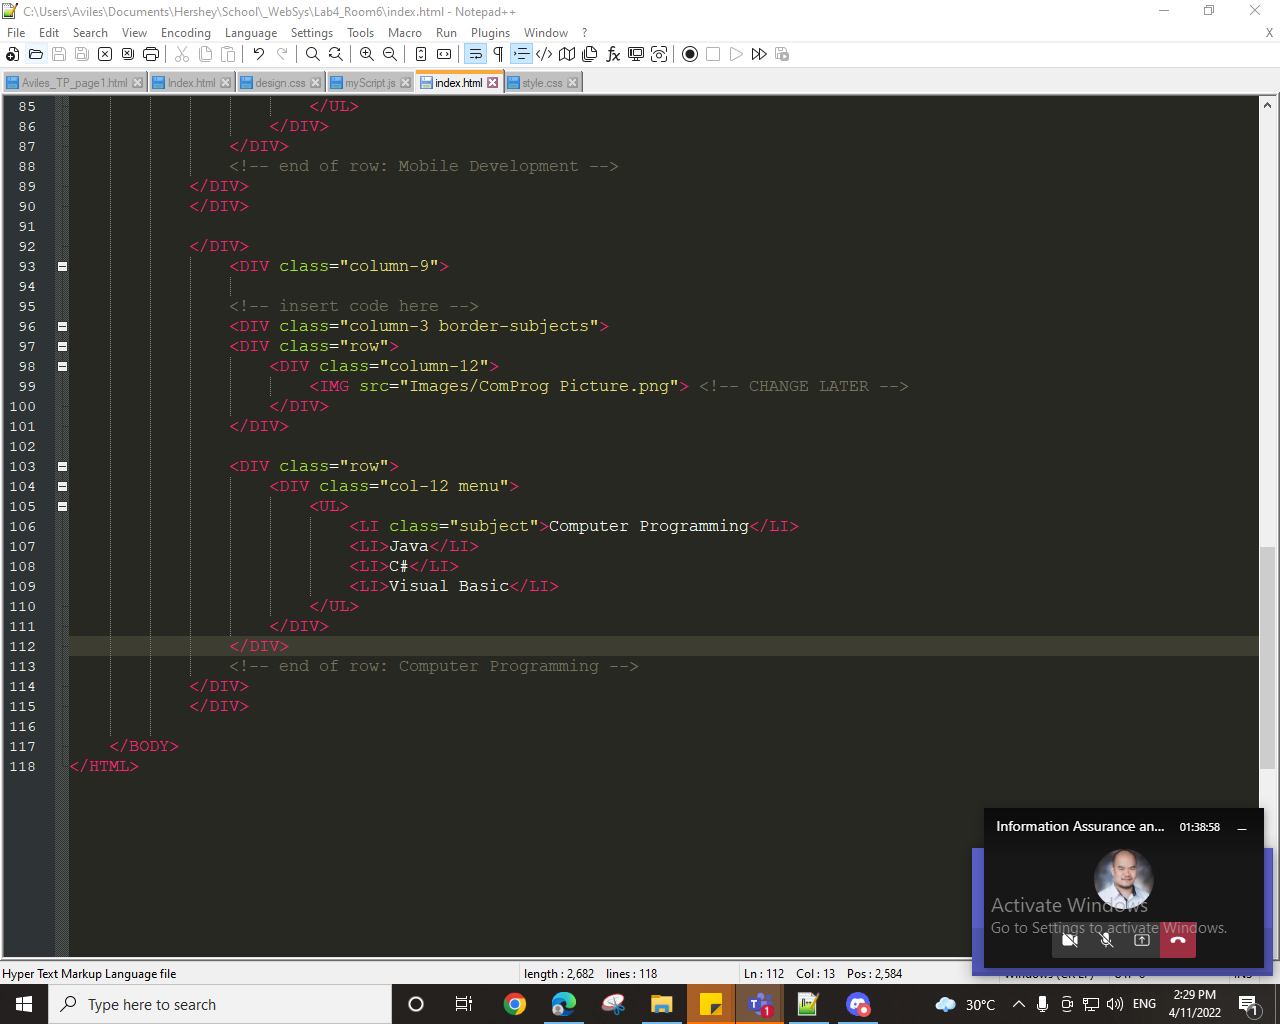 C:\Users\Aviles\Documents\Hershey\School\_WebSys\Lab4_Room6\index.html - Notepad++
File Edit Search View Encoding Language Settings Tools Macro Run Plugins Window ? X
Aviles_TP_page1.html Index.html design.css myScript.js index.html style.css
85 </UL>
86 </DIV>
87 </DIV>
88 <!-- end of row: Mobile Development -->
89 </DIV>
90 </DIV>
91
92 </DIV>
93 <DIV class="column-9">
94
95 <!-- insert code here -->
96 <DIV class="column-3 border-subjects">
97 <DIV class="row">
98 <DIV class="column-12">
99 <IMG src="Images/ComProg Picture.png"> <!-- CHANGE LATER -->
100 </DIV>
101 </DIV>
102
103 <DIV class="row">
104 <DIV class="col-12 menu">
105 <UL>
106 <LI class="subject">Computer Programming</LI>
107 <LI>Java</LI>
108 <LI>C#</LI>
109 <LI>Visual Basic</LI>
110 </UL>
111 </DIV>
112 </DIV>
113 <!-- end of row: Computer Programming -->
114 </DIV>
115 </DIV>
116
117 </BODY>
118 </HTML>
Information Assurance an... 01:38:58
Activate Windows
Go to Settings to activate Windows.
Hyper Text Markup Language file length : 2,682 lines : 118 Ln : 112 Col : 13 Pos : 2,584
Type here to search
30°C ENG
2:29 PM
4/11/2022
1
1